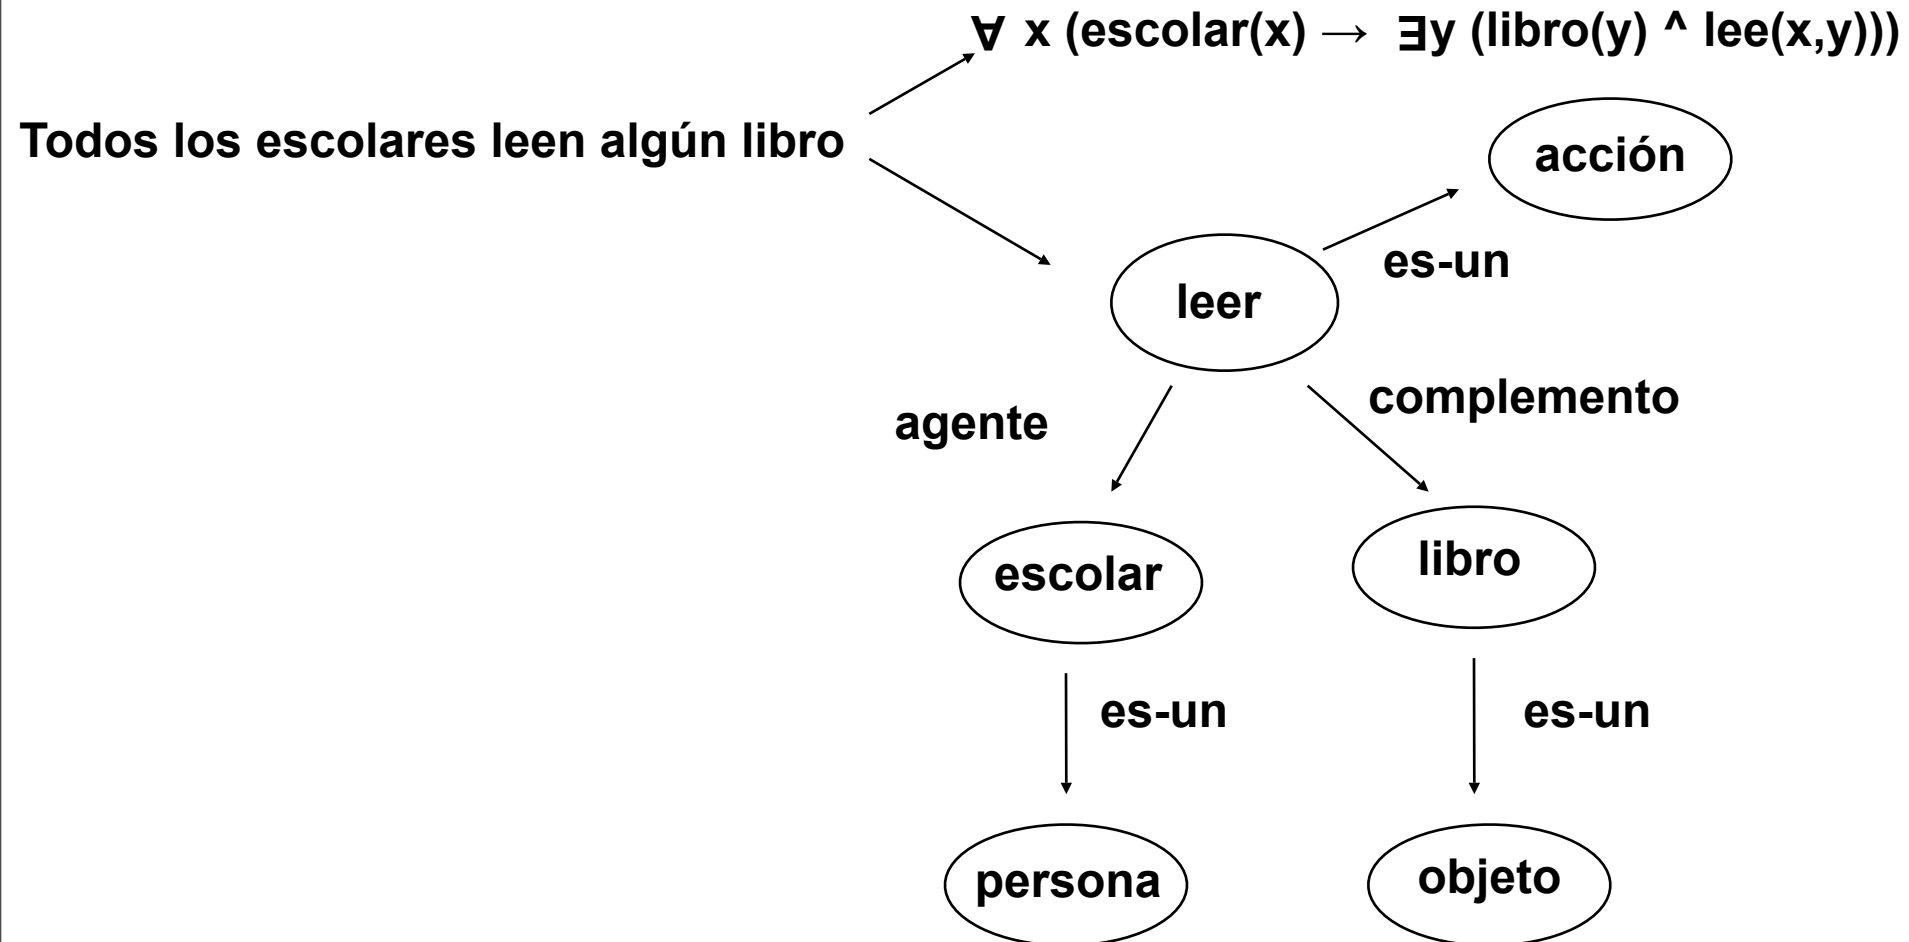 ∀ x (escolar(x) → ∃y (libro(y) ^ lee(x,y)))
Todos los escolares leen algún libro
acción
es-un
leer
complemento
agente
libro
escolar
es-un
es-un
persona
objeto